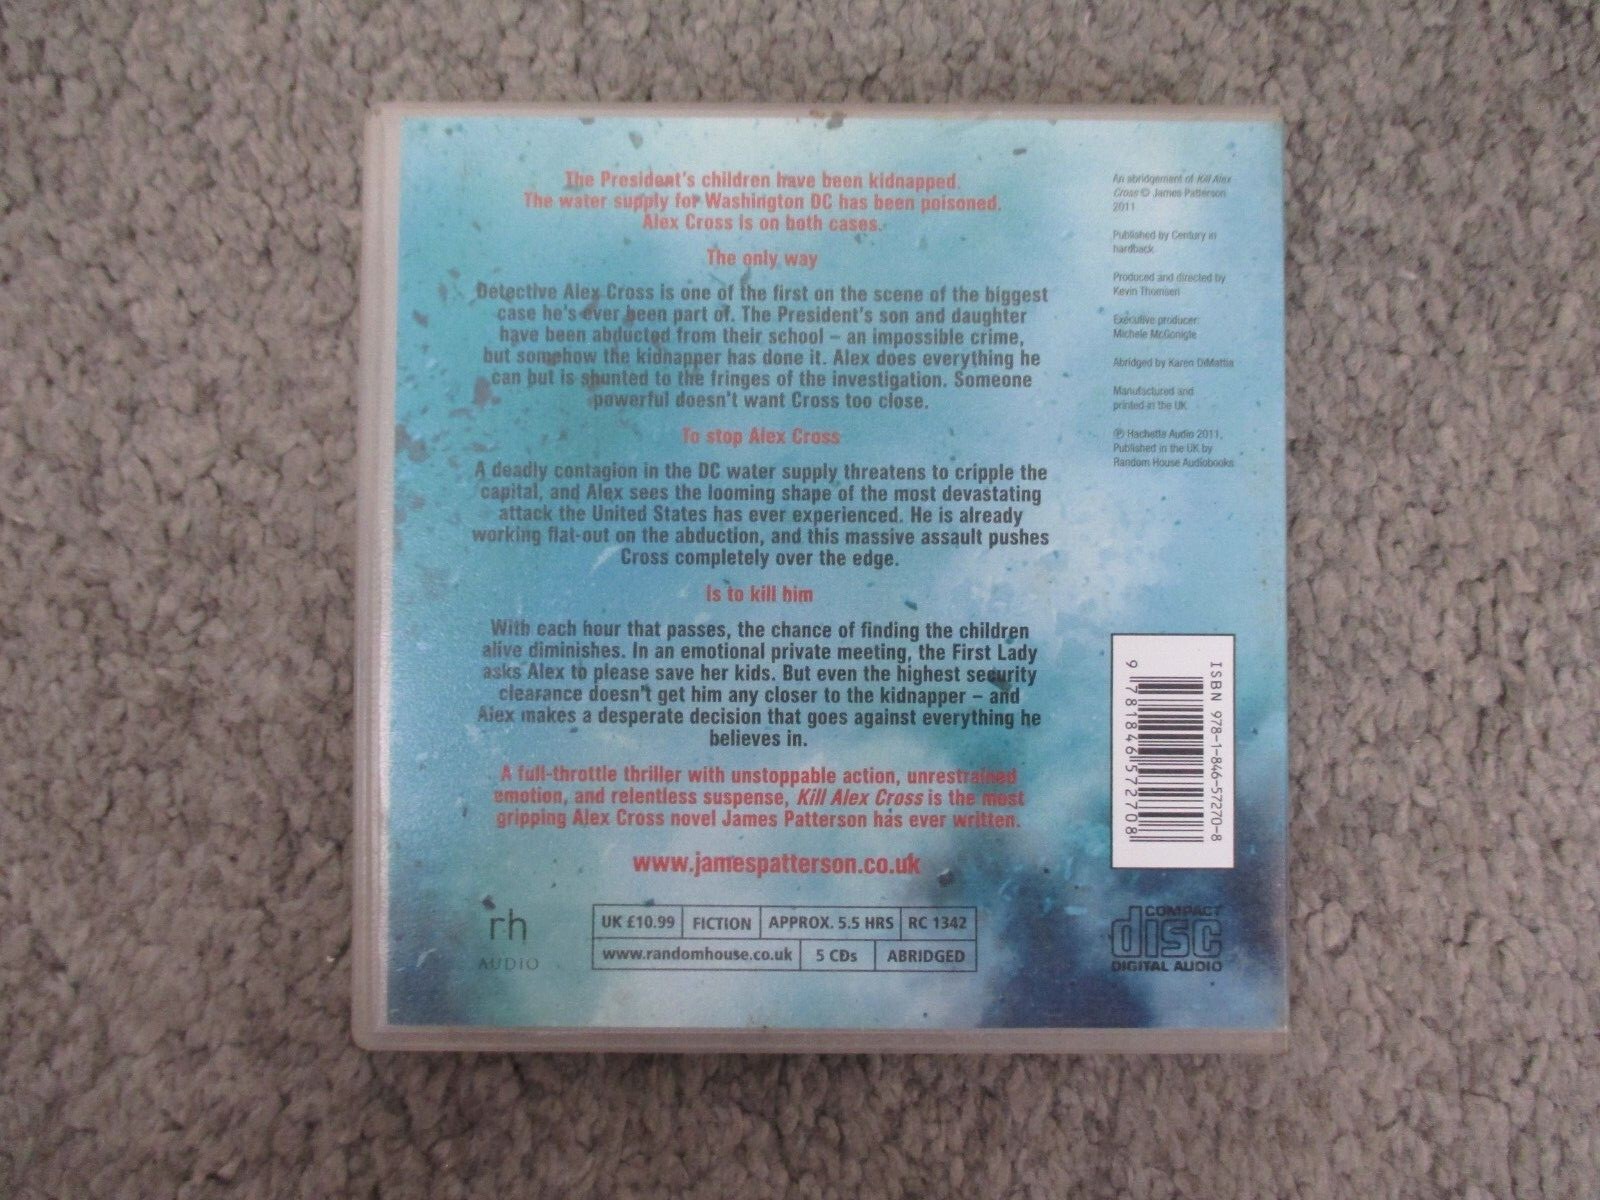 The President's children have been kidnapped.
The water supply for Washington DC has been poisoned.
Alex Cross is on both cases.
The only way
Detective Alex Cross is one of the first on the scene of the biggest
case he's ever been part of. The President's son and daughter
have been abducted from their school – an impossible crime,
but somehow the kidnapper has done it. Alex does everything he
can but is shunted to the fringes of the investigation. Someone
powerful doesn't want Cross too close.
To stop Alex Cross
A deadly contagion in the DC water supply threatens to cripple the
capital, and Alex sees the looming shape of the most devastating
attack the United States has ever experienced. He is already
working flat-out on the abduction, and this massive assault pushes
Cross completely over the edge.
Is to kill him
With each hour that passes, the chance of finding the children
alive diminishes. In an emotional private meeting, the First Lady
asks Alex to please save her kids. But even the highest security
clearance doesn't get him any closer to the kidnapper – and
Alex makes a desperate decision that goes against everything he
believes in.
A full-throttle thriller with unstoppable action, unrestrained
emotion, and relentless suspense, Kill Alex Cross is the most
gripping Alex Cross novel James Patterson has ever written.
www.jamespatterson.co.uk
rh
AUDIO
UK £10.99 FICTION APPROX. 5.5 HRS RC 1342
www.randomhouse.co.uk 5 CDs ABRIDGED
An abridgement of Kill Alex
Cross © James Patterson
2011
Published by Century in
hardback
Produced and directed by
Kevin Thomsen
Executive producer:
Michele McGonigle
Abridged by Karen DiMattia
Manufactured and
printed in the UK
℗ Hachette Audio 2011,
Published in the UK by
Random House Audiobooks
ISBN 978-1-846-57270-8
9 781846 572708
COMPACT
disc
DIGITAL AUDIO